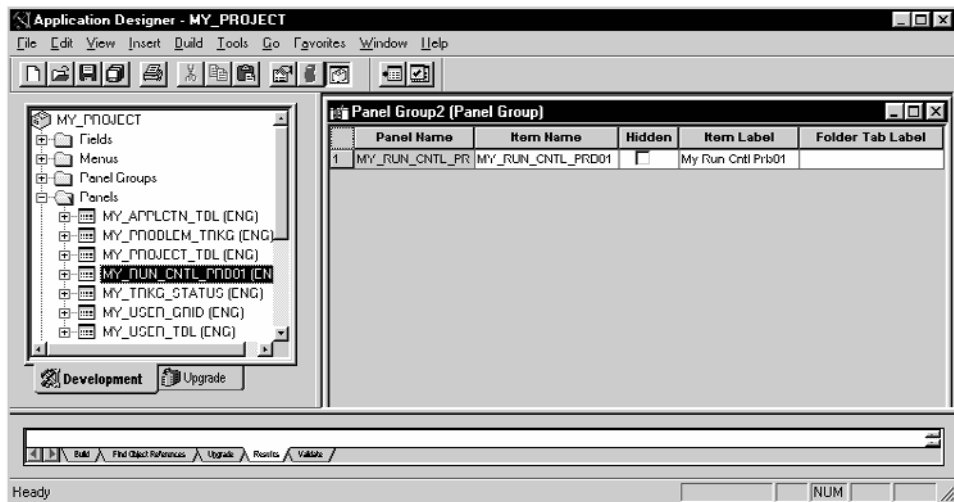 Application Designer - MY_PROJECT
File Edit View Insert Build Tools Go Favorites Window Help
MY_PROJECT
Fields
Menus
Panel Groups
Panels
MY_APPLCTN_TBL (ENG)
MY_PROBLEM_TRKG (ENG)
MY_PROJECT_TBL (ENG)
MY_RUN_CNTL_PRB01 (EN
MY_TRKG_STATUS (ENG)
MY_USER_GRID (ENG)
MY_USER_TBL (ENG)
Development Upgrade
Panel Group2 (Panel Group)
Panel Name Item Name Hidden Item Label Folder Tab Label
1 MY_RUN_CNTL_PR MY_RUN_CNTL_PRB01 My Run Cntl Prb01
Build Find Object References Upgrade Results Validate
Ready NUM